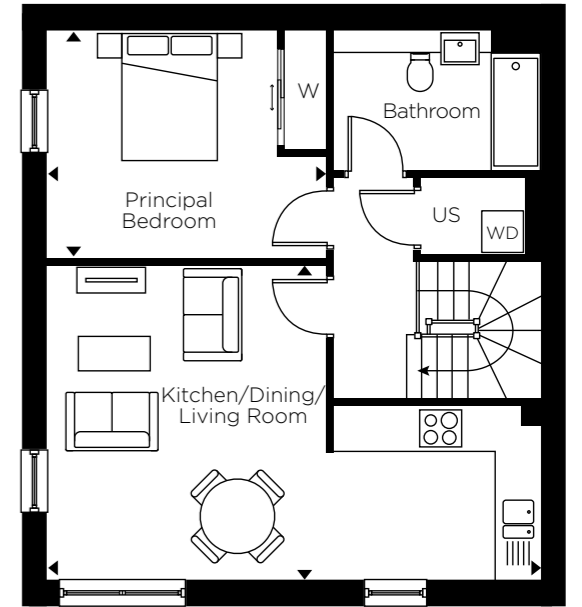 W
Bathroom
Principal
Bedroom
US
WD
Kitchen/Dining/
Living Room